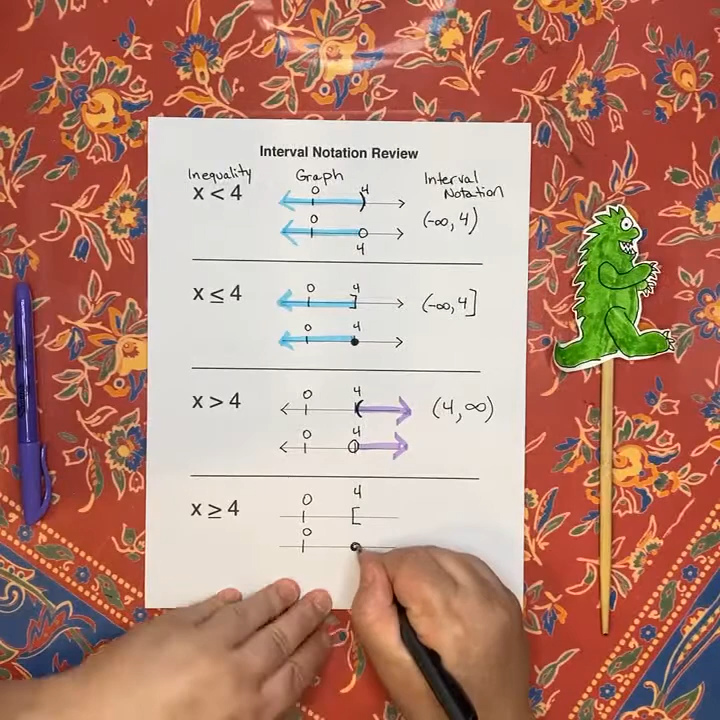 Interval Notation Review
Inequality Graph Interval Notation
x < 4
0 4
(-∞, 4)
0
4
x ≤ 4
0 4
(-∞, 4]
0 4
x > 4
0 4
(4, ∞)
0 4
x ≥ 4
0 4
0